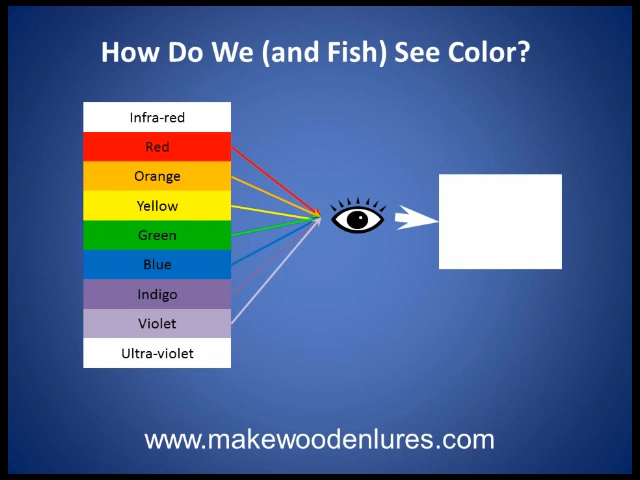 How Do We (and Fish) See Color?
Infra-red
Red
Orange
Yellow
Green
Blue
Indigo
Violet
Ultra-violet
www.makewoodenlures.com